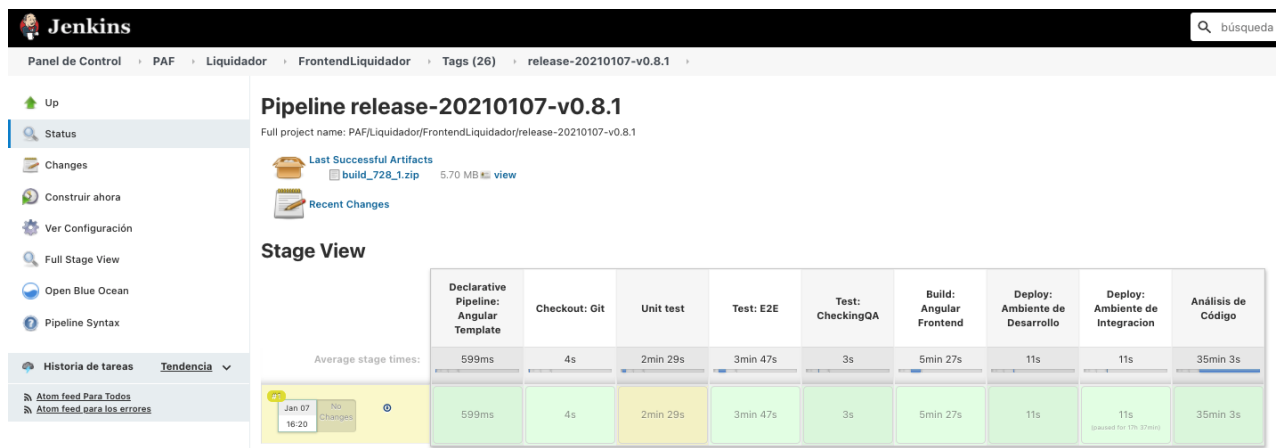 Jenkins
búsqueda
Panel de Control PAF Liquidador FrontendLiquidador Tags (26) release-20210107-v0.8.1
Up
Status
Changes
Construir ahora
Ver Configuración
Full Stage View
Open Blue Ocean
Pipeline Syntax
Historia de tareas Tendencia
Atom feed Para Todos
Atom feed para los errores
Pipeline release-20210107-v0.8.1
Full project name: PAF/Liquidador/FrontendLiquidador/release-20210107-v0.8.1
Last Successful Artifacts
build_728_1.zip 5.70 MB view
Recent Changes
Stage View
Declarative
Pipeline:
Angular
Template
Checkout: Git
Unit test
Test: E2E
Test:
CheckingQA
Build:
Angular
Frontend
Deploy:
Ambiente de
Desarrollo
Deploy:
Ambiente de
Integracion
Análisis de
Código
Average stage times: 599ms 4s 2min 29s 3min 47s 3s 5min 27s 11s 11s 35min 3s
Jan 07
16:20
No
Changes
599ms 4s 2min 29s 3min 47s 3s 5min 27s 11s 11s 35min 3s
(paused for 17h 37min)